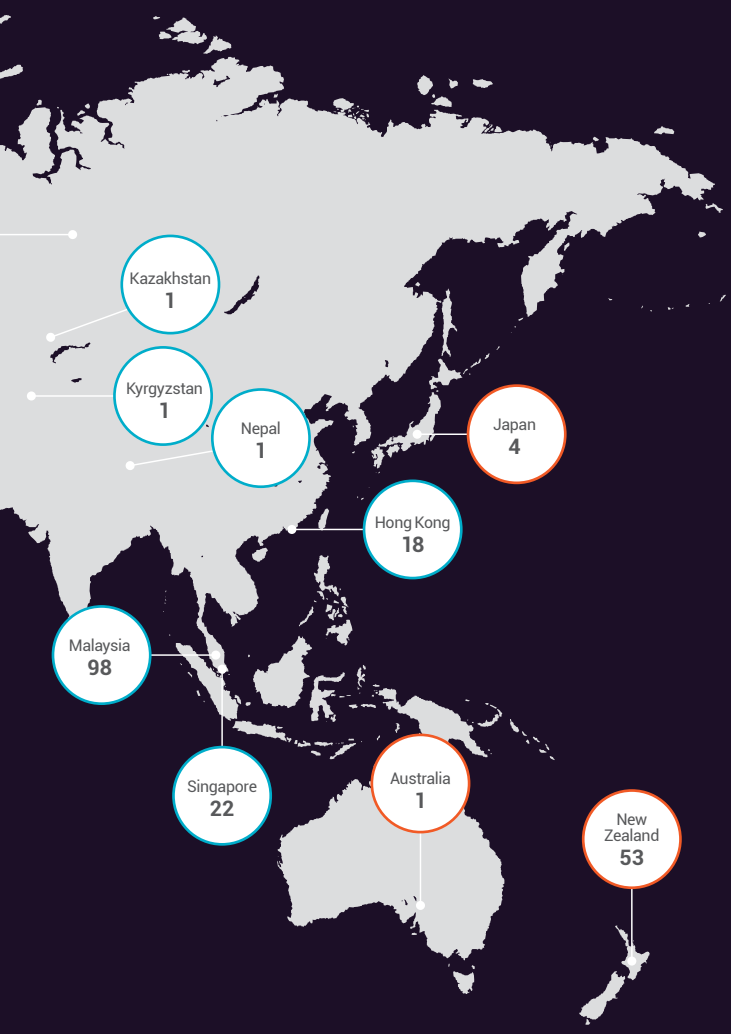 Kazakhstan
1
Kyrgyzstan
1
Nepal
1
Japan
4
Hong Kong
18
Malaysia
98
Singapore
22
Australia
1
New
Zealand
53